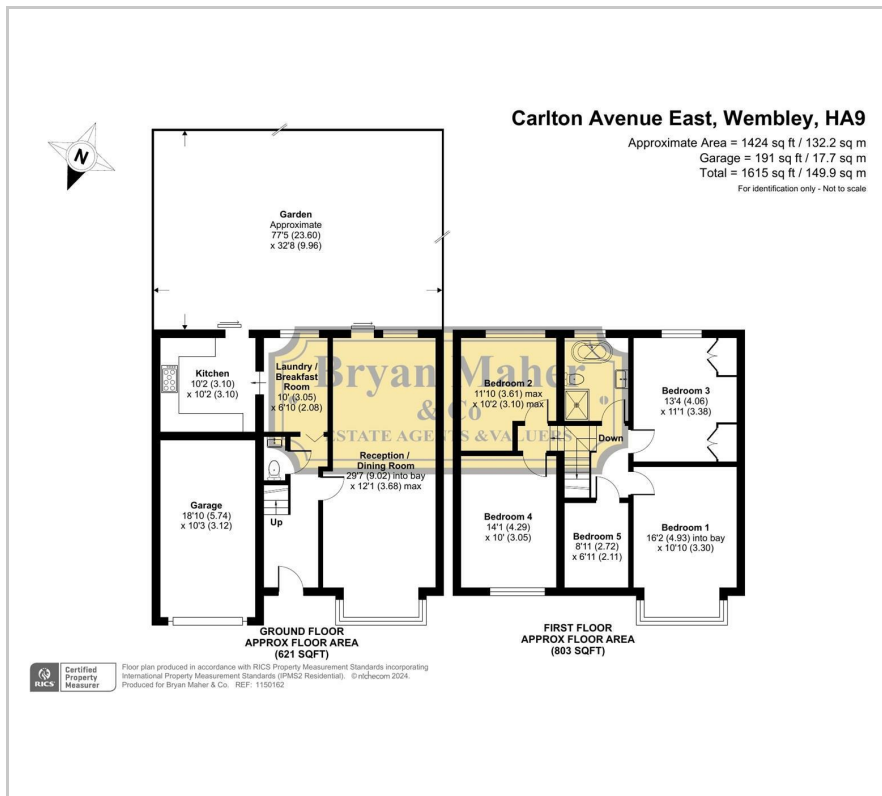 Carlton Avenue East, Wembley, HA9
Approximate Area = 1424 sq ft / 132.2 sq m
Garage = 191 sq ft / 17.7 sq m
Total = 1615 sq ft / 149.9 sq m
For identification only - Not to scale
N
Garden
Approximate
77'5 (23.60)
x 32'8 (9.96)
Kitchen
10'2 (3.10)
x 10'2 (3.10)
Laundry /
Breakfast
Room
10' (3.05)
x 6'10 (2.08)
Bryan Maher
& Co
ESTATE AGENTS & VALUERS
Reception /
Dining Room
29'7 (9.02) into bay
x 12'1 (3.68) max
Garage
18'10 (5.74)
x 10'3 (3.12)
Up
GROUND FLOOR
APPROX FLOOR AREA
(621 SQFT)
Bedroom 2
11'10 (3.61) max
x 10'2 (3.10) max
Bedroom 3
13'4 (4.06)
x 11'1 (3.38)
Down
Bedroom 4
14'1 (4.29)
x 10' (3.05)
Bedroom 5
8'11 (2.72)
x 6'11 (2.11)
Bedroom 1
16'2 (4.93) into bay
x 10'10 (3.30)
FIRST FLOOR
APPROX FLOOR AREA
(803 SQFT)
RICS
Certified
Property
Measurer
Floor plan produced in accordance with RICS Property Measurement Standards incorporating
International Property Measurement Standards (IPMS2 Residential). © nichecom 2024.
Produced for Bryan Maher & Co. REF: 1150162